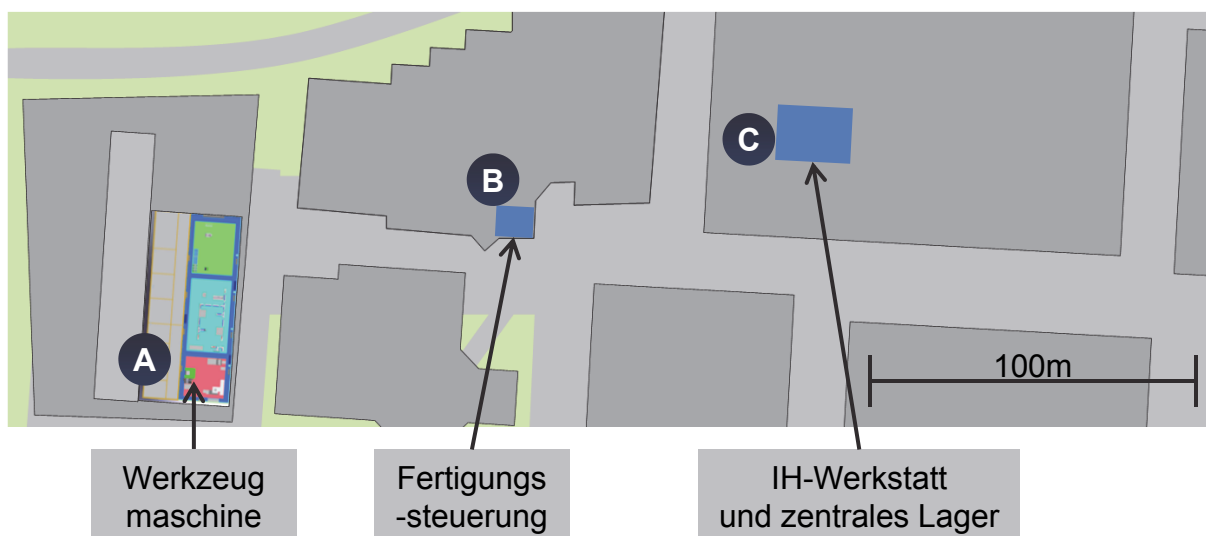 C
B
A
100m
Werkzeug
maschine
Fertigungs
-steuerung
IH-Werkstatt
und zentrales Lager